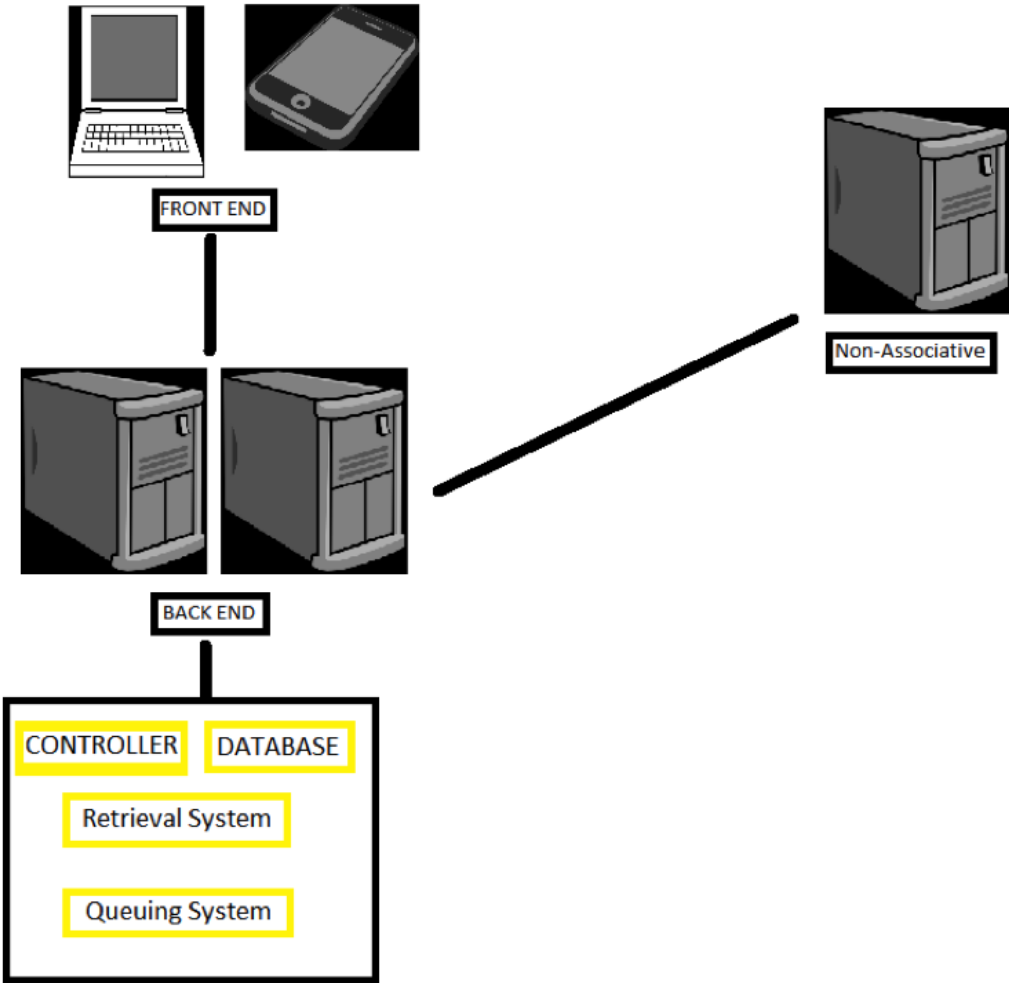 FRONT END
Non-Associative
BACK END
CONTROLLER
DATABASE
Retrieval System
Queuing System